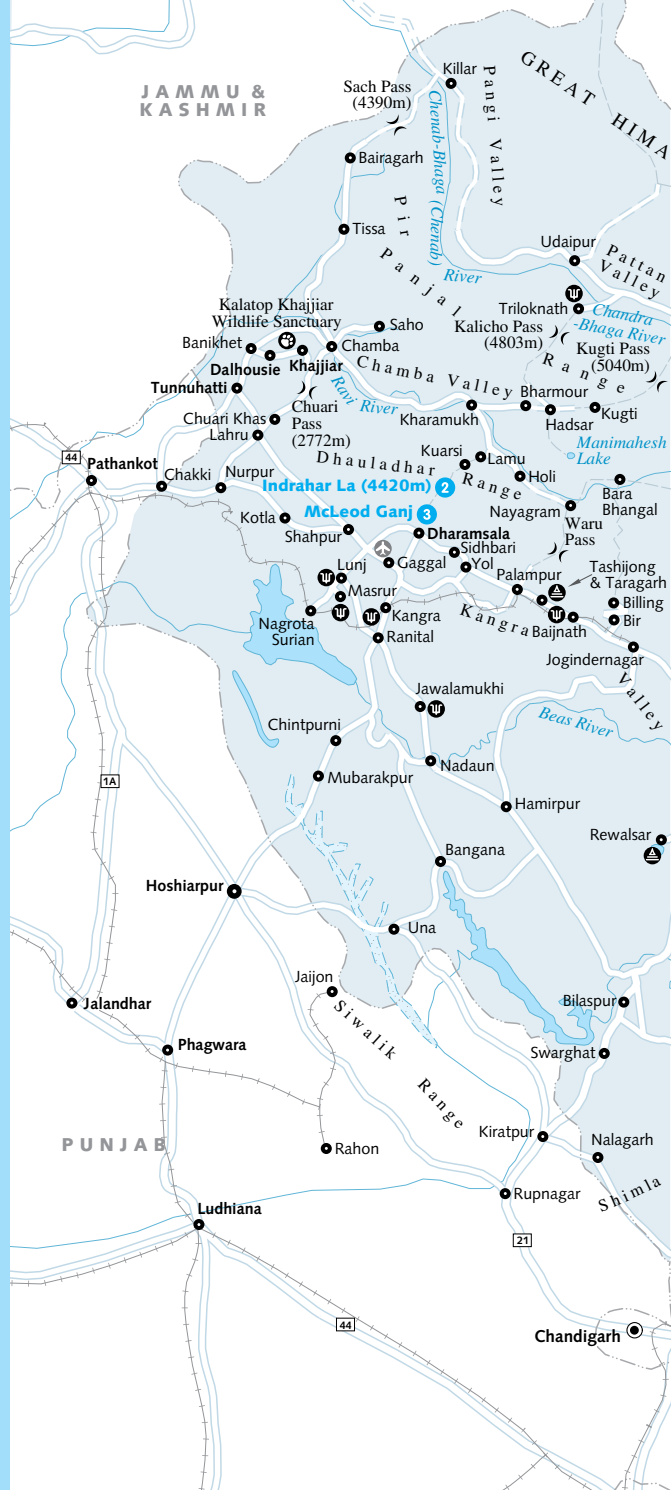 JAMMU &
KASHMIR
GREAT HIMA
Killar
Sach Pass
(4390m)
Pangi Valley
Chenab-Bhaga (Chenab)
River
Bairagarh
Pir
Panjal
Range
Tissa
Udaipur
Pattan
Valley
Triloknath
Chandra
-Bhaga River
Kalatop Khajjiar
Wildlife Sanctuary
Saho
Kalicho Pass
(4803m)
Kugti Pass
(5040m)
Banikhet
Chamba
Dalhousie
Khajjiar
Chamba Valley
Tunnuhatti
Ravi River
Bharmour
Hadsar
Kugti
Chuari Khas
Chuari
Pass
(2772m)
Kharamukh
Lahru
Manimahesh
Lake
44
Pathankot
Chakki
Nurpur
Dhauladhar
Range
Kuarsi
Lamu
Holi
Indrahar La (4420m) 2
Bara
Bhangal
Nayagram
McLeod Ganj 3
Kotla
Waru
Pass
Shahpur
Dharamsala
Sidhbari
Gaggal
Yol
Tashijong
& Taragarh
Lunj
Palampur
Masrur
Billing
Nagrota
Surian
Kangra
Kangra
Valley
Baijnath
Bir
Ranital
Jogindernagar
Jawalamukhi
Beas River
Chintpurni
Nadaun
Mubarakpur
1A
Hamirpur
Rewalsar
Bangana
Hoshiarpur
Una
Jaijon
Jalandhar
Siwalik
Range
Bilaspur
Phagwara
Swarghat
PUNJAB
Kiratpur
Rahon
Nalagarh
Shimla
Rupnagar
Ludhiana
21
44
Chandigarh